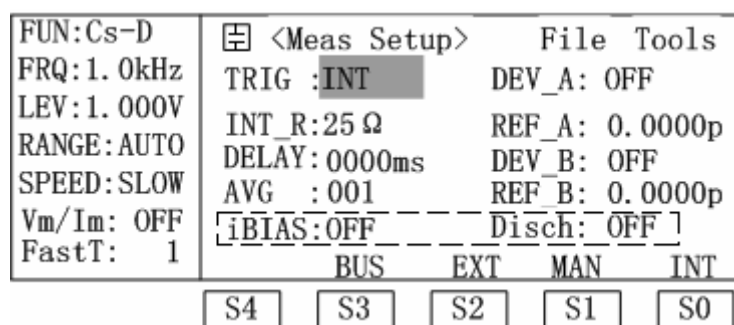 FUN:Cs-D
FRQ:1.0kHz
LEV:1.000V
RANGE:AUTO
SPEED:SLOW
Vm/Im: OFF
FastT: 1
<Meas Setup> File Tools
TRIG :INT DEV_A: OFF
INT_R:25Ω REF_A: 0.0000p
DELAY:0000ms DEV_B: OFF
AVG :001 REF_B: 0.0000p
iBIAS:OFF Disch: OFF
BUS EXT MAN INT
S4 S3 S2 S1 S0